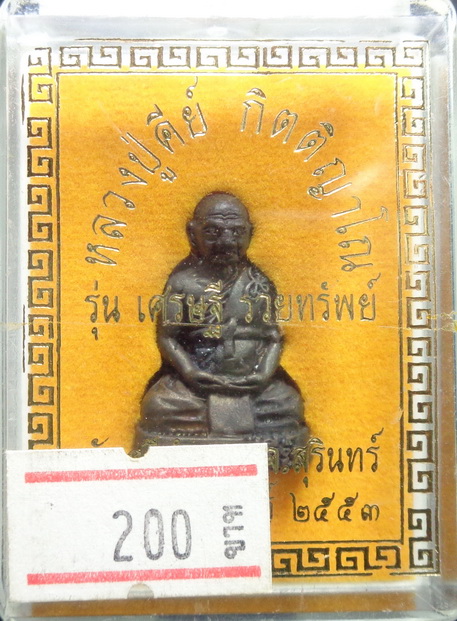 หลวงปู่คีย์ กิตติญาโณ
รุ่น เศรษฐี รวยทรัพย์
สุรินทร์
๒๕๕๓
200 บาท